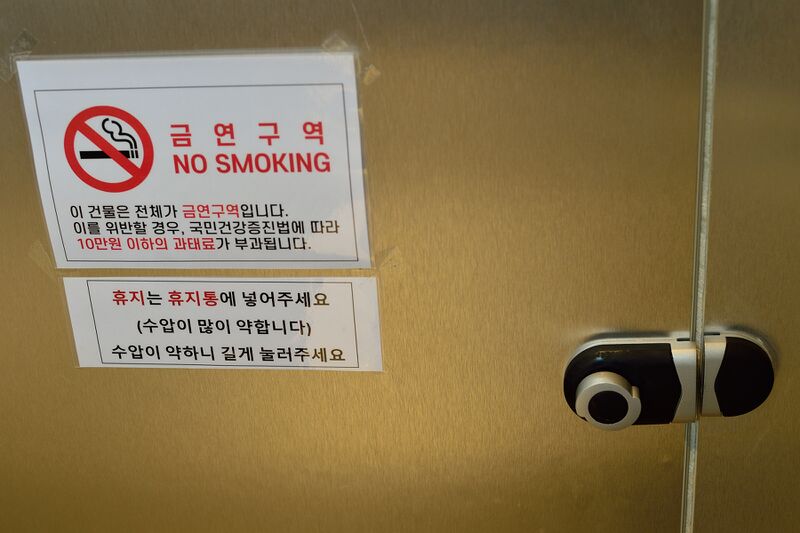 금연구역
NO SMOKING
이 건물은 전체가 금연구역입니다.
이를 위반할 경우, 국민건강증진법에 따라
10만원 이하의 과태료가 부과됩니다.
휴지는 휴지통에 넣어주세요
(수압이 많이 약합니다)
수압이 약하니 길게 눌러주세요